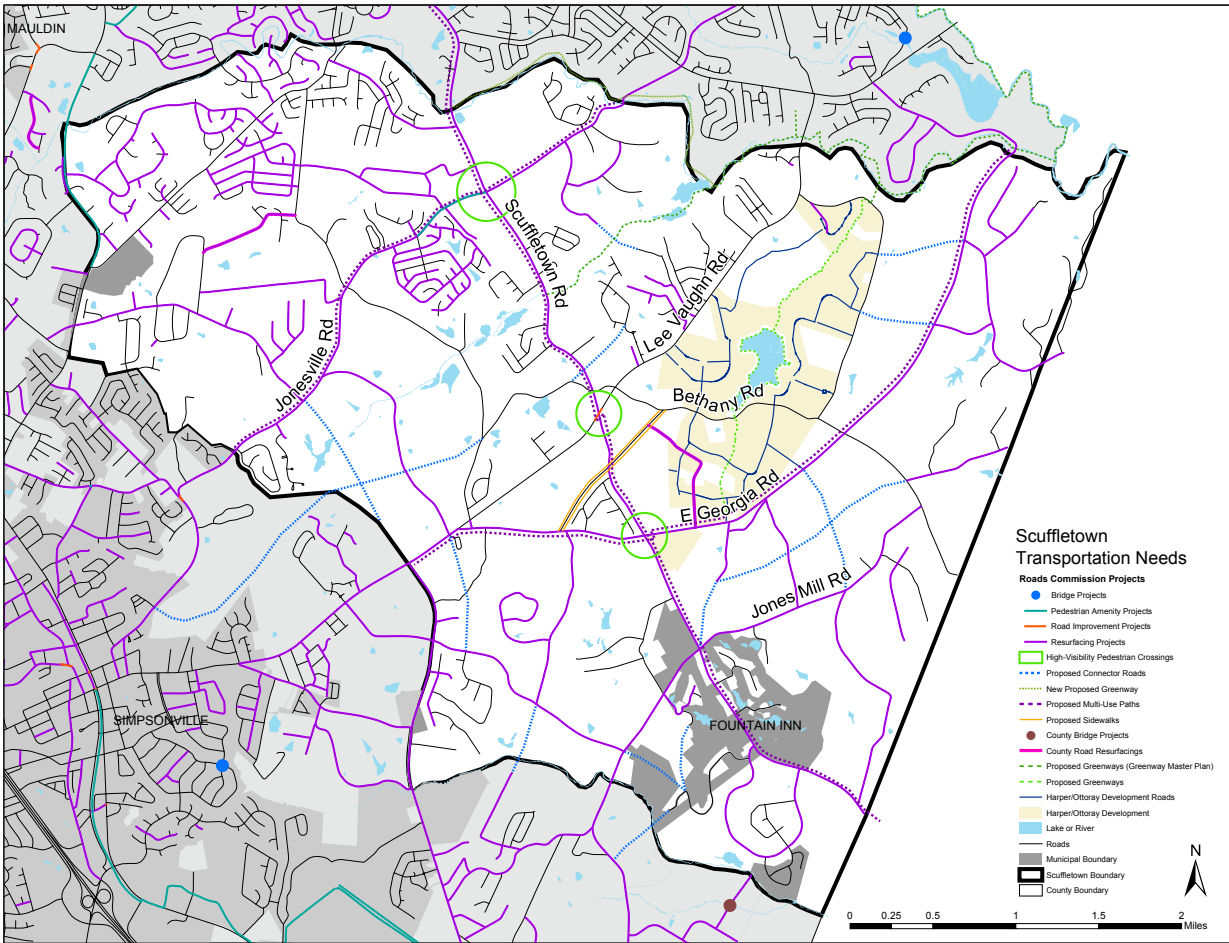 MAULDIN
Scuffletown Rd
Lee Vaughn Rd
Jonesville Rd
Bethany Rd
E Georgia Rd
Jones Mill Rd
SIMPSONVILLE
FOUNTAIN INN
Scuffletown
Transportation Needs
Roads Commission Projects
Bridge Projects
Pedestrian Amenity Projects
Road Improvement Projects
Resurfacing Projects
High-Visibility Pedestrian Crossings
Proposed Connector Roads
New Proposed Greenway
Proposed Multi-Use Paths
Proposed Sidewalks
County Bridge Projects
County Road Resurfacings
Proposed Greenways (Greenway Master Plan)
Proposed Greenways
Harper/Ottoray Development Roads
Harper/Ottoray Development
Lake or River
Roads
Municipal Boundary
Scuffletown Boundary
County Boundary
N
0 0.25 0.5 1 1.5 2
Miles